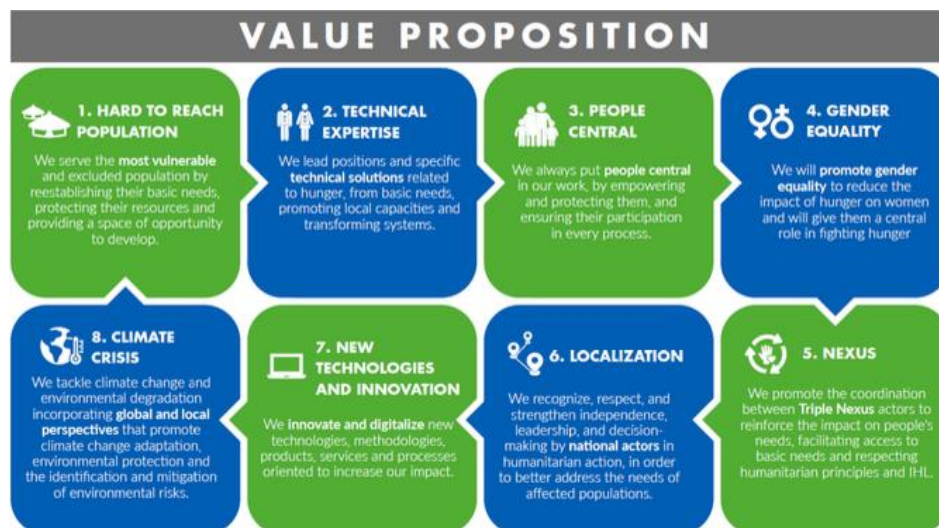 VALUE PROPOSITION
1. HARD TO REACH
POPULATION
We serve the most vulnerable
and excluded population by
reestablishing their basic needs,
protecting their resources and
providing a space of opportunity
to develop.
2. TECHNICAL
EXPERTISE
We lead positions and specific
technical solutions related
to hunger, from basic needs,
promoting local capacities and
transforming systems.
3. PEOPLE
CENTRAL
We always put people central
in our work, by empowering
and protecting them, and
ensuring their participation
in every process.
4. GENDER
EQUALITY
We will promote gender
equality to reduce the
impact of hunger on women
and will give them a central
role in fighting hunger
8. CLIMATE
CRISIS
We tackle climate change and
environmental degradation
incorporating global and local
perspectives that promote
climate change adaptation,
environmental protection and
the identification and mitigation
of environmental risks.
7. NEW
TECHNOLOGIES
AND INNOVATION
We innovate and digitalize new
technologies, methodologies,
products, services and processes
oriented to increase our impact.
6. LOCALIZATION
We recognize, respect, and
strengthen independence,
leadership, and decision-
making by national actors in
humanitarian action, in order
to better address the needs of
affected populations.
5. NEXUS
We promote the coordination
between Triple Nexus actors to
reinforce the impact on people's
needs, facilitating access to
basic needs and respecting
humanitarian principles and IHL.